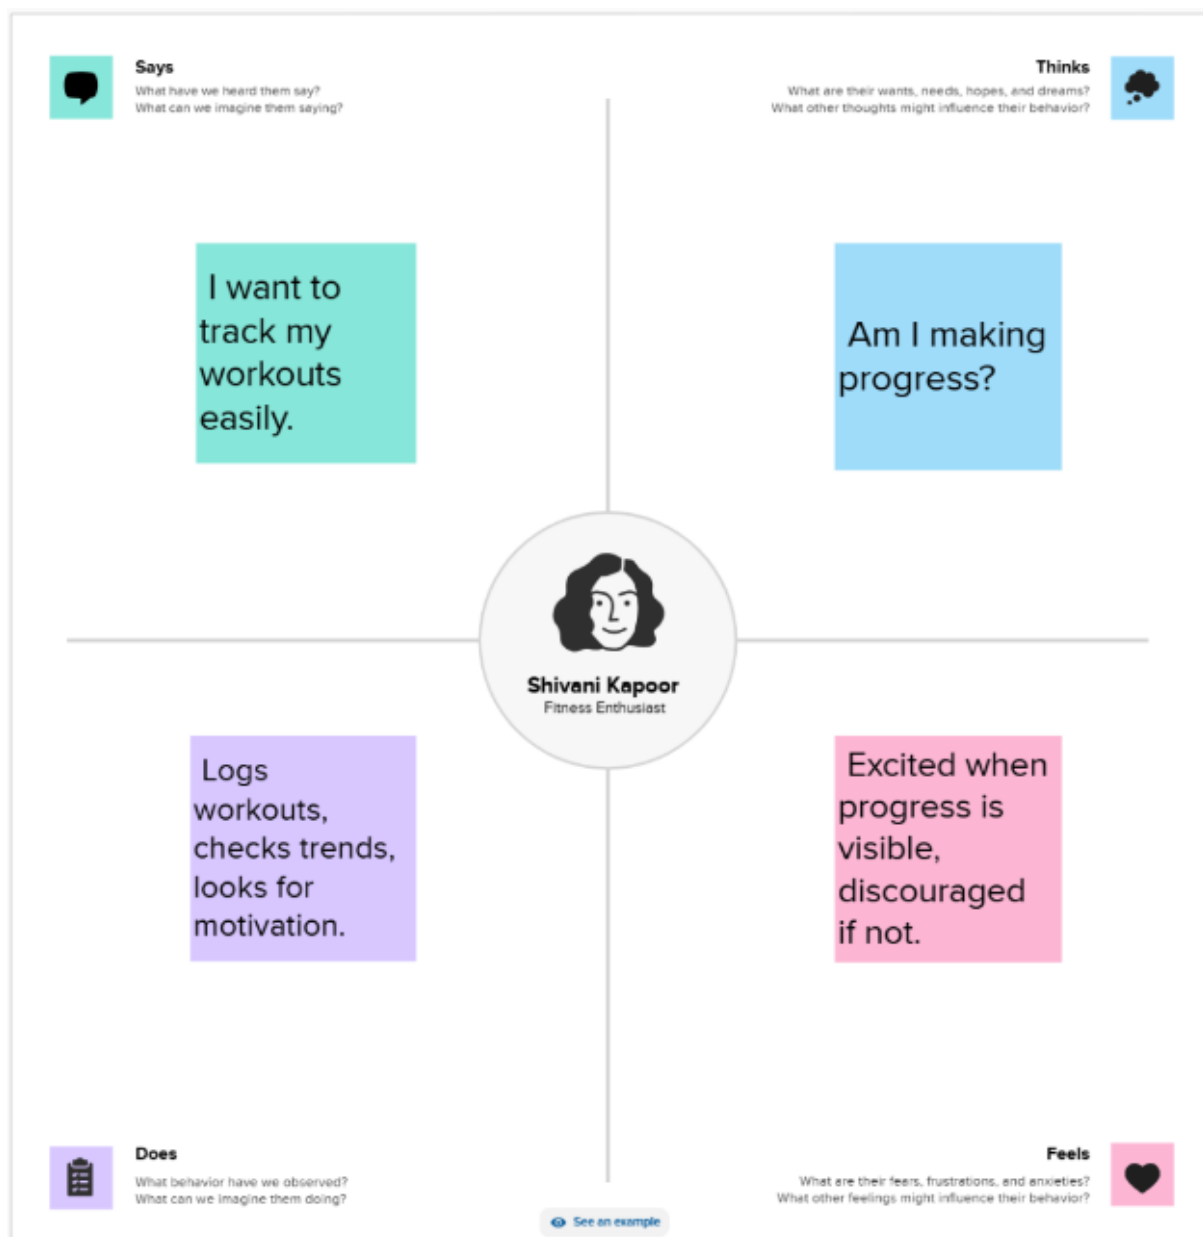 Says
What have we heard them say?
What can we imagine them saying?
Thinks
What are their wants, needs, hopes, and dreams?
What other thoughts might influence their behavior?
I want to
track my
workouts
easily.
Am I making
progress?
Shivani Kapoor
Fitness Enthusiast
Logs
workouts,
checks trends,
looks for
motivation.
Excited when
progress is
visible,
discouraged
if not.
Does
What behavior have we observed?
What can we imagine them doing?
Feels
What are their fears, frustrations, and anxieties?
What other feelings might influence their behavior?
See an example